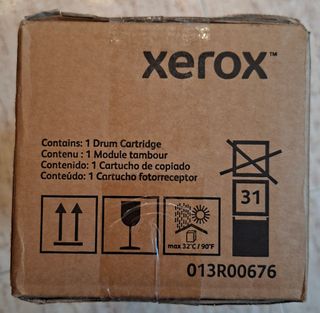 xerox™
Contains: 1 Drum Cartridge
Contenu : 1 Module tambour
Contenido: 1 Cartucho de copiado
Conteúdo: 1 Cartucho fotorreceptor
31
max 32°C / 90°F
013R00676